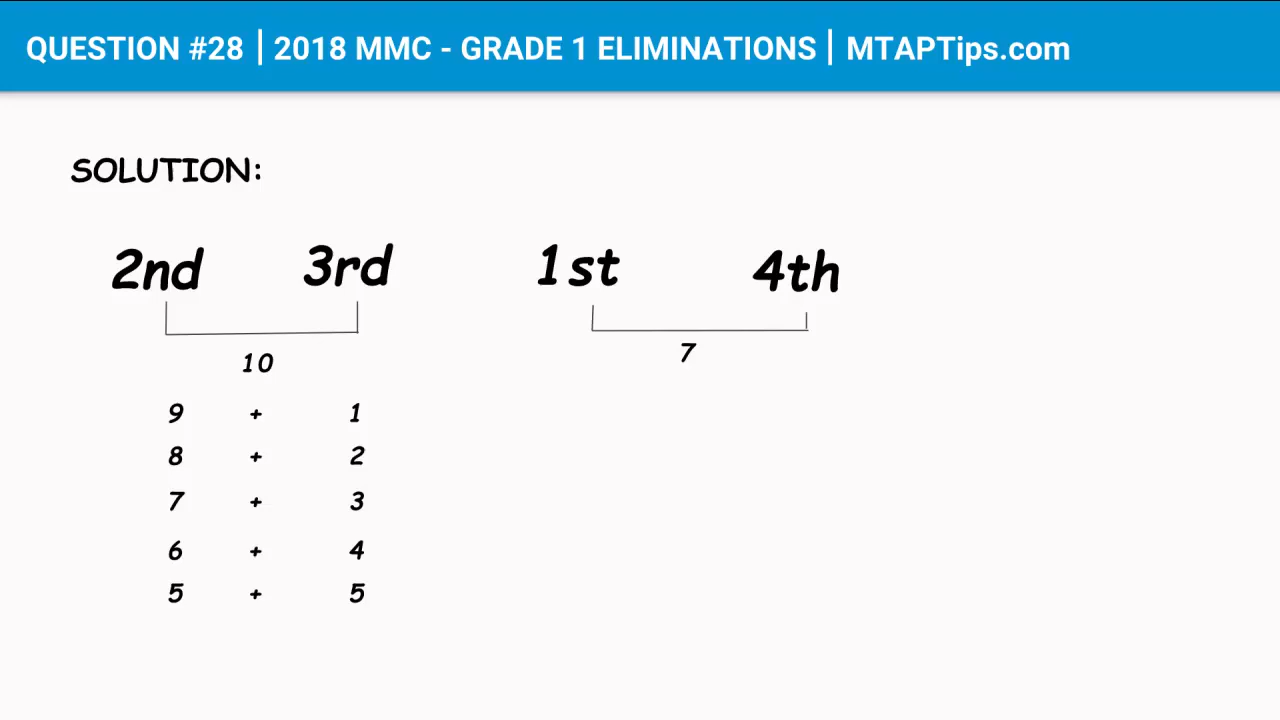 QUESTION #28 | 2018 MMC - GRADE 1 ELIMINATIONS | MTAPTips.com
SOLUTION:
2nd 3rd 1st 4th
10 7
9 + 1
8 + 2
7 + 3
6 + 4
5 + 5